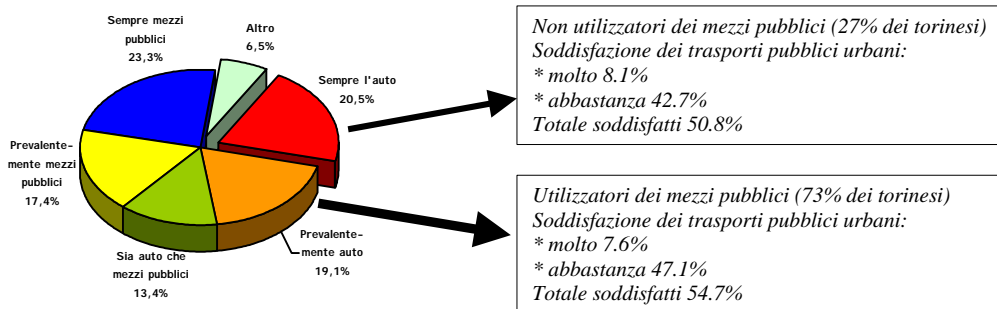 Sempre mezzi
pubblici
23,3%
Altro
6,5%
Sempre l'auto
20,5%
Prevalente-
mente mezzi
pubblici
17,4%
Sia auto che
mezzi pubblici
13,4%
Prevalente-
mente auto
19,1%
Non utilizzatori dei mezzi pubblici (27% dei torinesi)
Soddisfazione dei trasporti pubblici urbani:
* molto 8.1%
* abbastanza 42.7%
Totale soddisfatti 50.8%
Utilizzatori dei mezzi pubblici (73% dei torinesi)
Soddisfazione dei trasporti pubblici urbani:
* molto 7.6%
* abbastanza 47.1%
Totale soddisfatti 54.7%